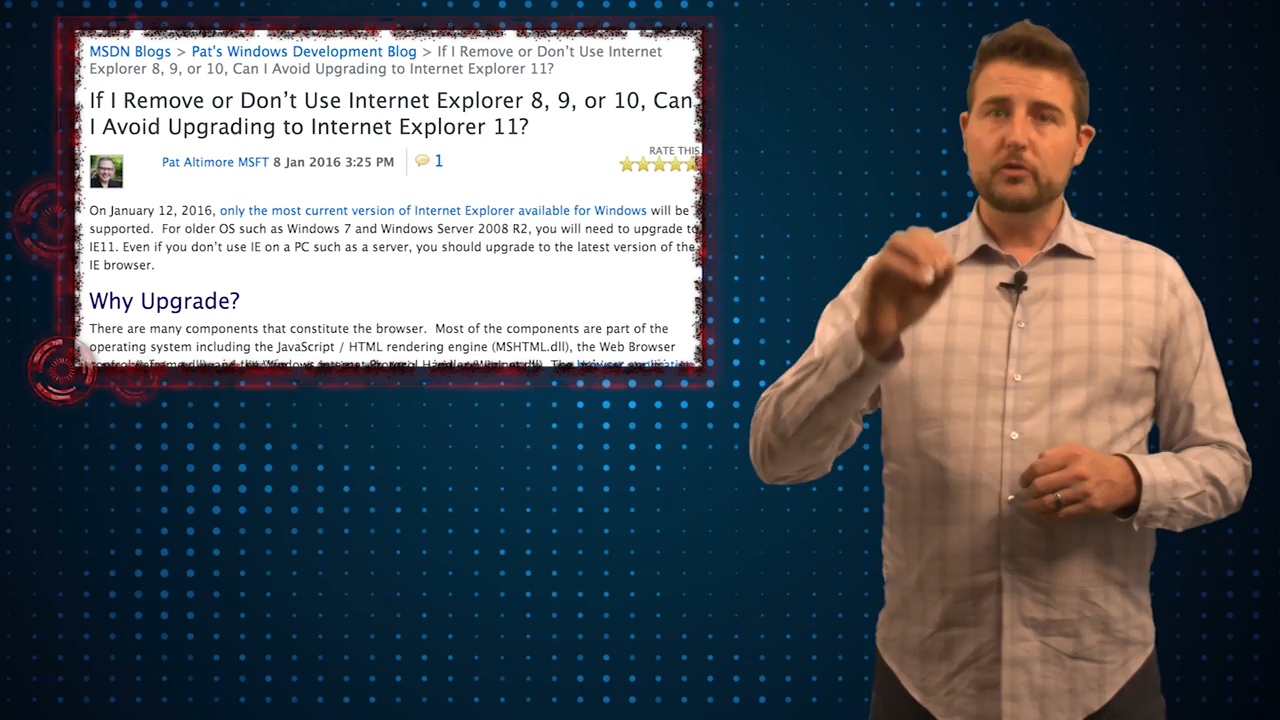 MSDN Blogs > Pat's Windows Development Blog > If I Remove or Don't Use Internet
Explorer 8, 9, or 10, Can I Avoid Upgrading to Internet Explorer 11?
If I Remove or Don't Use Internet Explorer 8, 9, or 10, Can
I Avoid Upgrading to Internet Explorer 11?
Pat Altimore MSFT 8 Jan 2016 3:25 PM
1
RATE THIS
On January 12, 2016, only the most current version of Internet Explorer available for Windows will be
supported. For older OS such as Windows 7 and Windows Server 2008 R2, you will need to upgrade to
IE11. Even if you don't use IE on a PC such as a server, you should upgrade to the latest version of the
IE browser.
Why Upgrade?
There are many components that constitute the browser. Most of the components are part of the
operating system including the JavaScript / HTML rendering engine (MSHTML.dll), the Web Browser